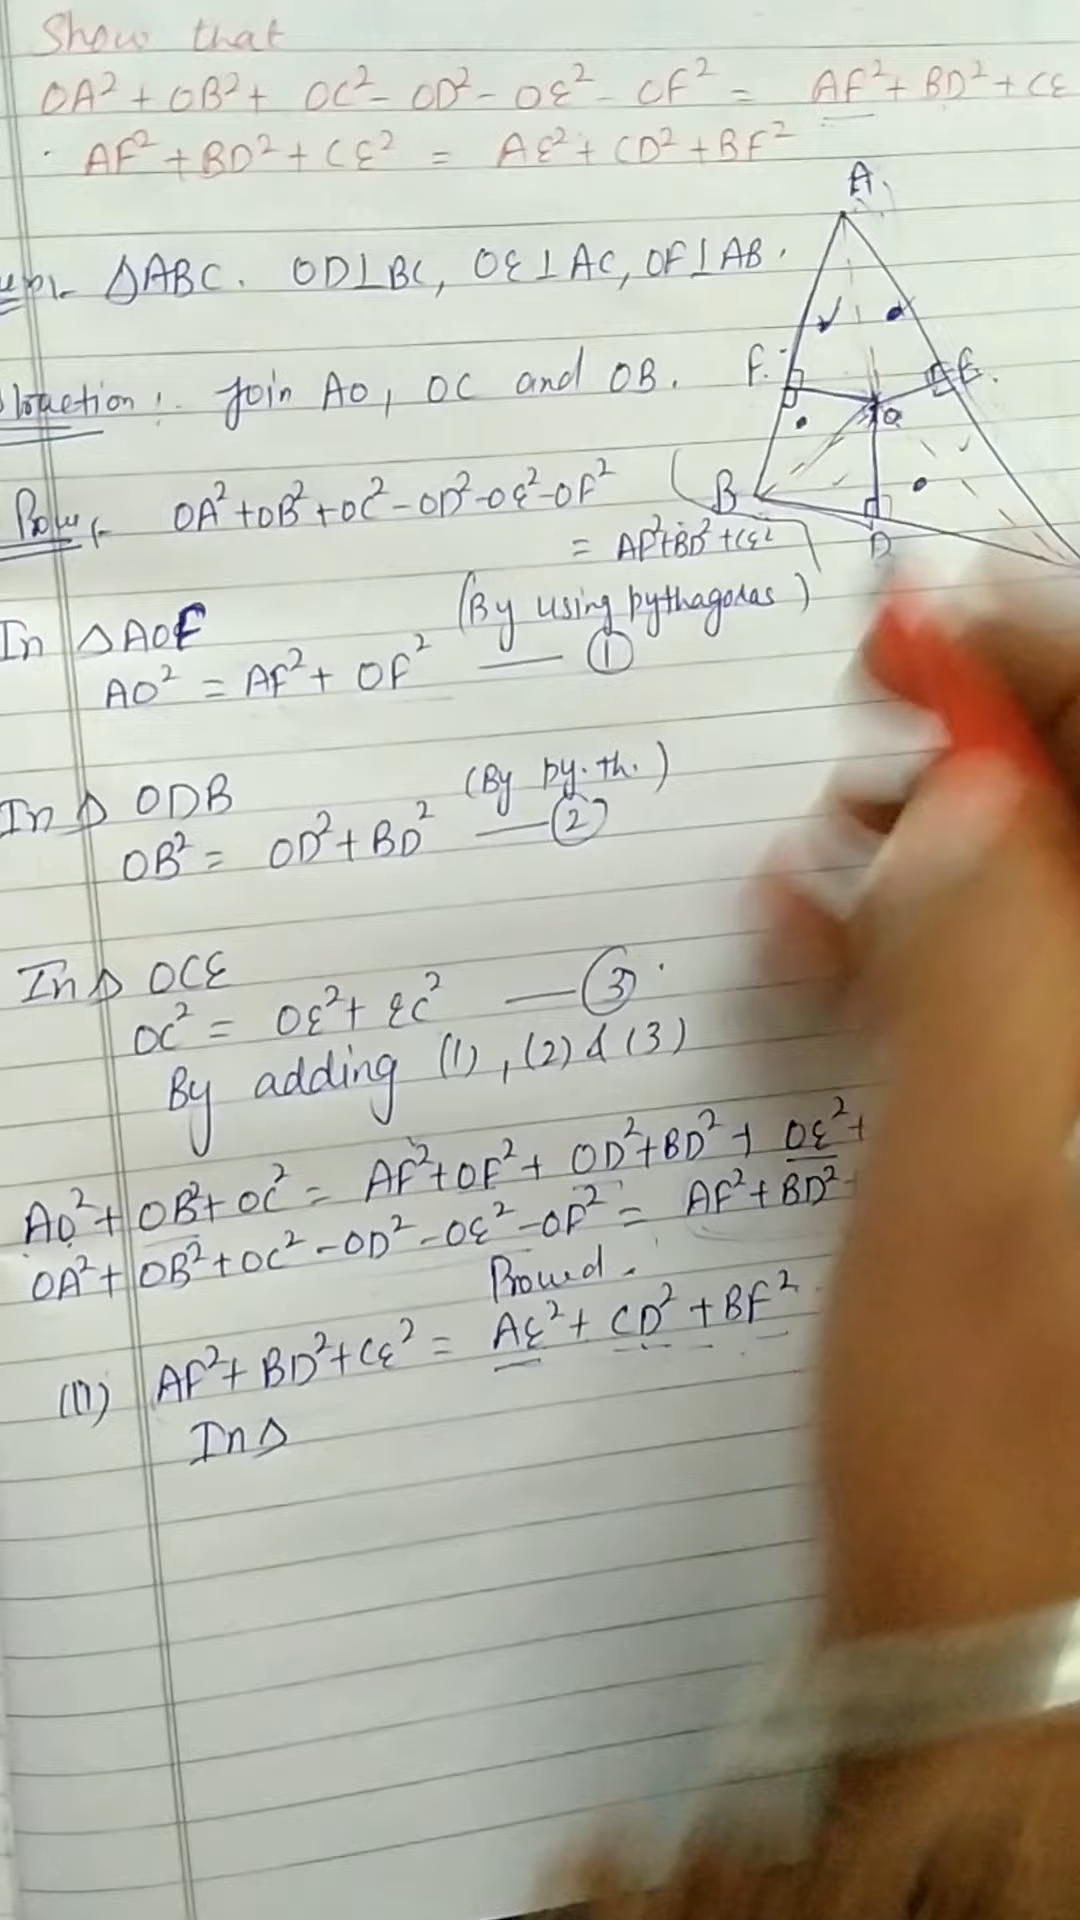 Show that
OA² + OB² + OC² - OD² - OE² - OF² = AF² + BD² + CE
AF² + BD² + CE² = AE² + CD² + BF²
A.
△ABC. OD⊥BC, OE⊥AC, OF⊥AB.
F. E.
Join AO, OC and OB.
O
B
D
OA² + OB² + OC² - OD² - OE² - OF²
= AF² + BD² + CE²
In △AOF (By using pythagoras)
AO² = AF² + OF² — ①
In △ ODB (By py. th.)
OB² = OD² + BD² — ②
In △ OCE
OC² = OE² + EC² — ③
By adding (1), (2) & (3)
AO² + OB² + OC² = AF² + OF² + OD² + BD² + OE² +
OA² + OB² + OC² - OD² - OE² - OF² = AF² + BD²
Proved.
(II) AF² + BD² + CE² = AE² + CD² + BF²
In △